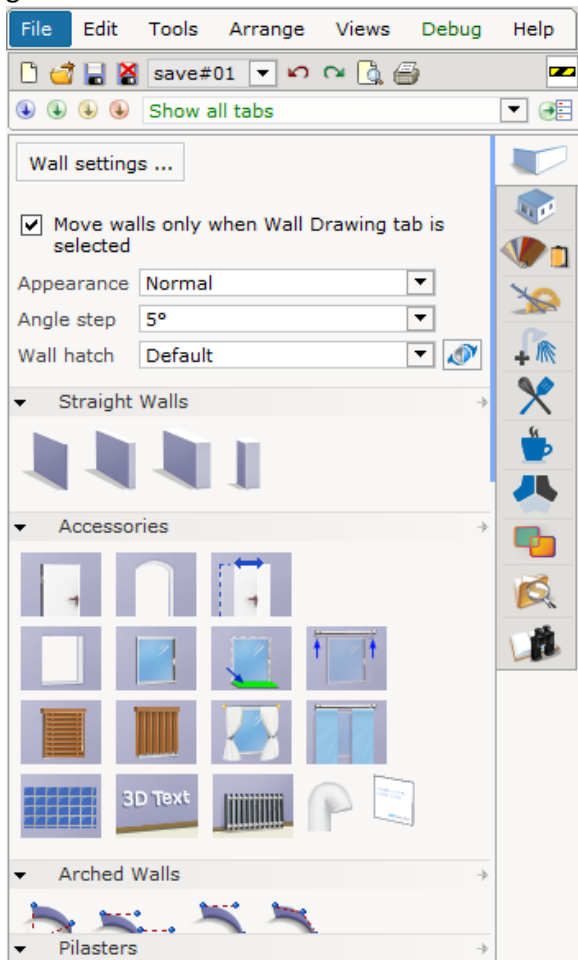 File Edit Tools Arrange Views Debug Help
save#01
Show all tabs
Wall settings ...
Move walls only when Wall Drawing tab is
selected
Appearance Normal
Angle step 5°
Wall hatch Default
Straight Walls
Accessories
3D Text
Arched Walls
Pilasters